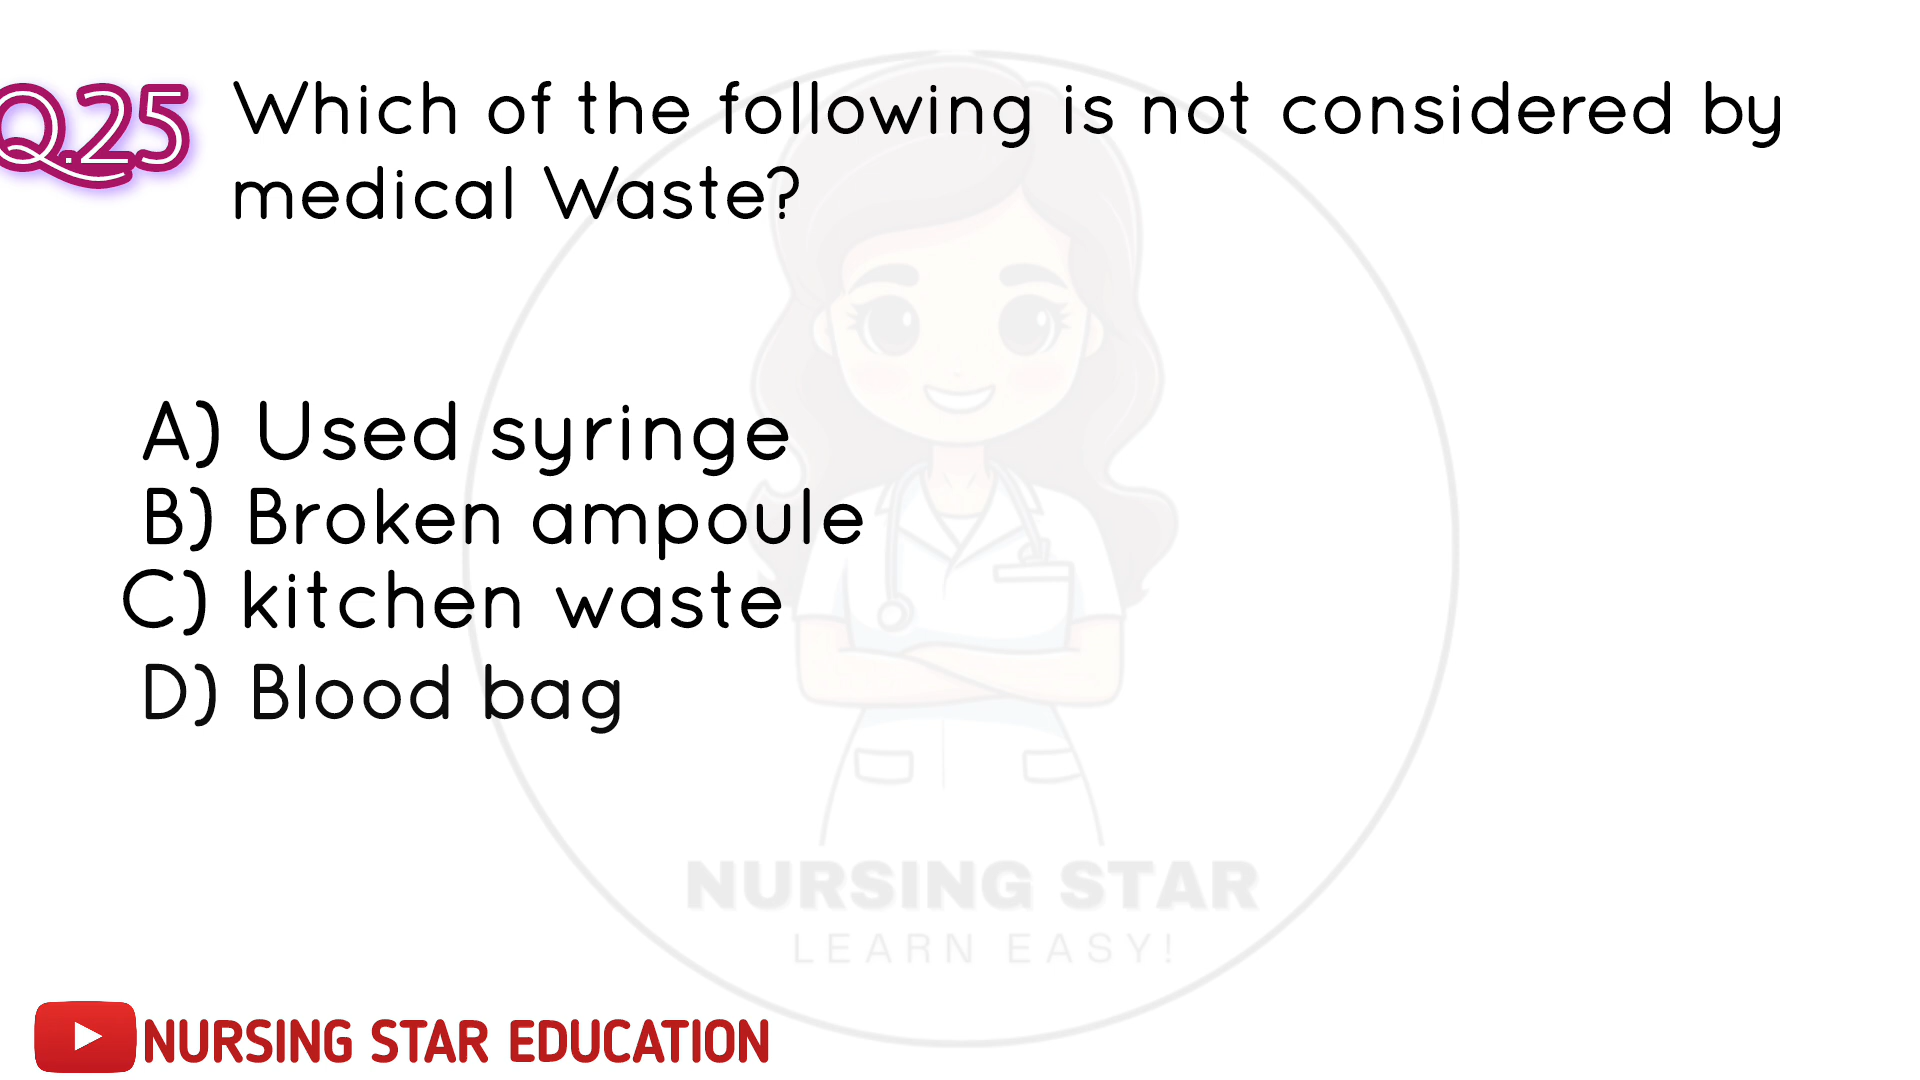 Q.25
Which of the following is not considered by
medical Waste?
A) Used syringe
B) Broken ampoule
C) kitchen waste
D) Blood bag
NURSING STAR
LEARN EASY!
NURSING STAR EDUCATION